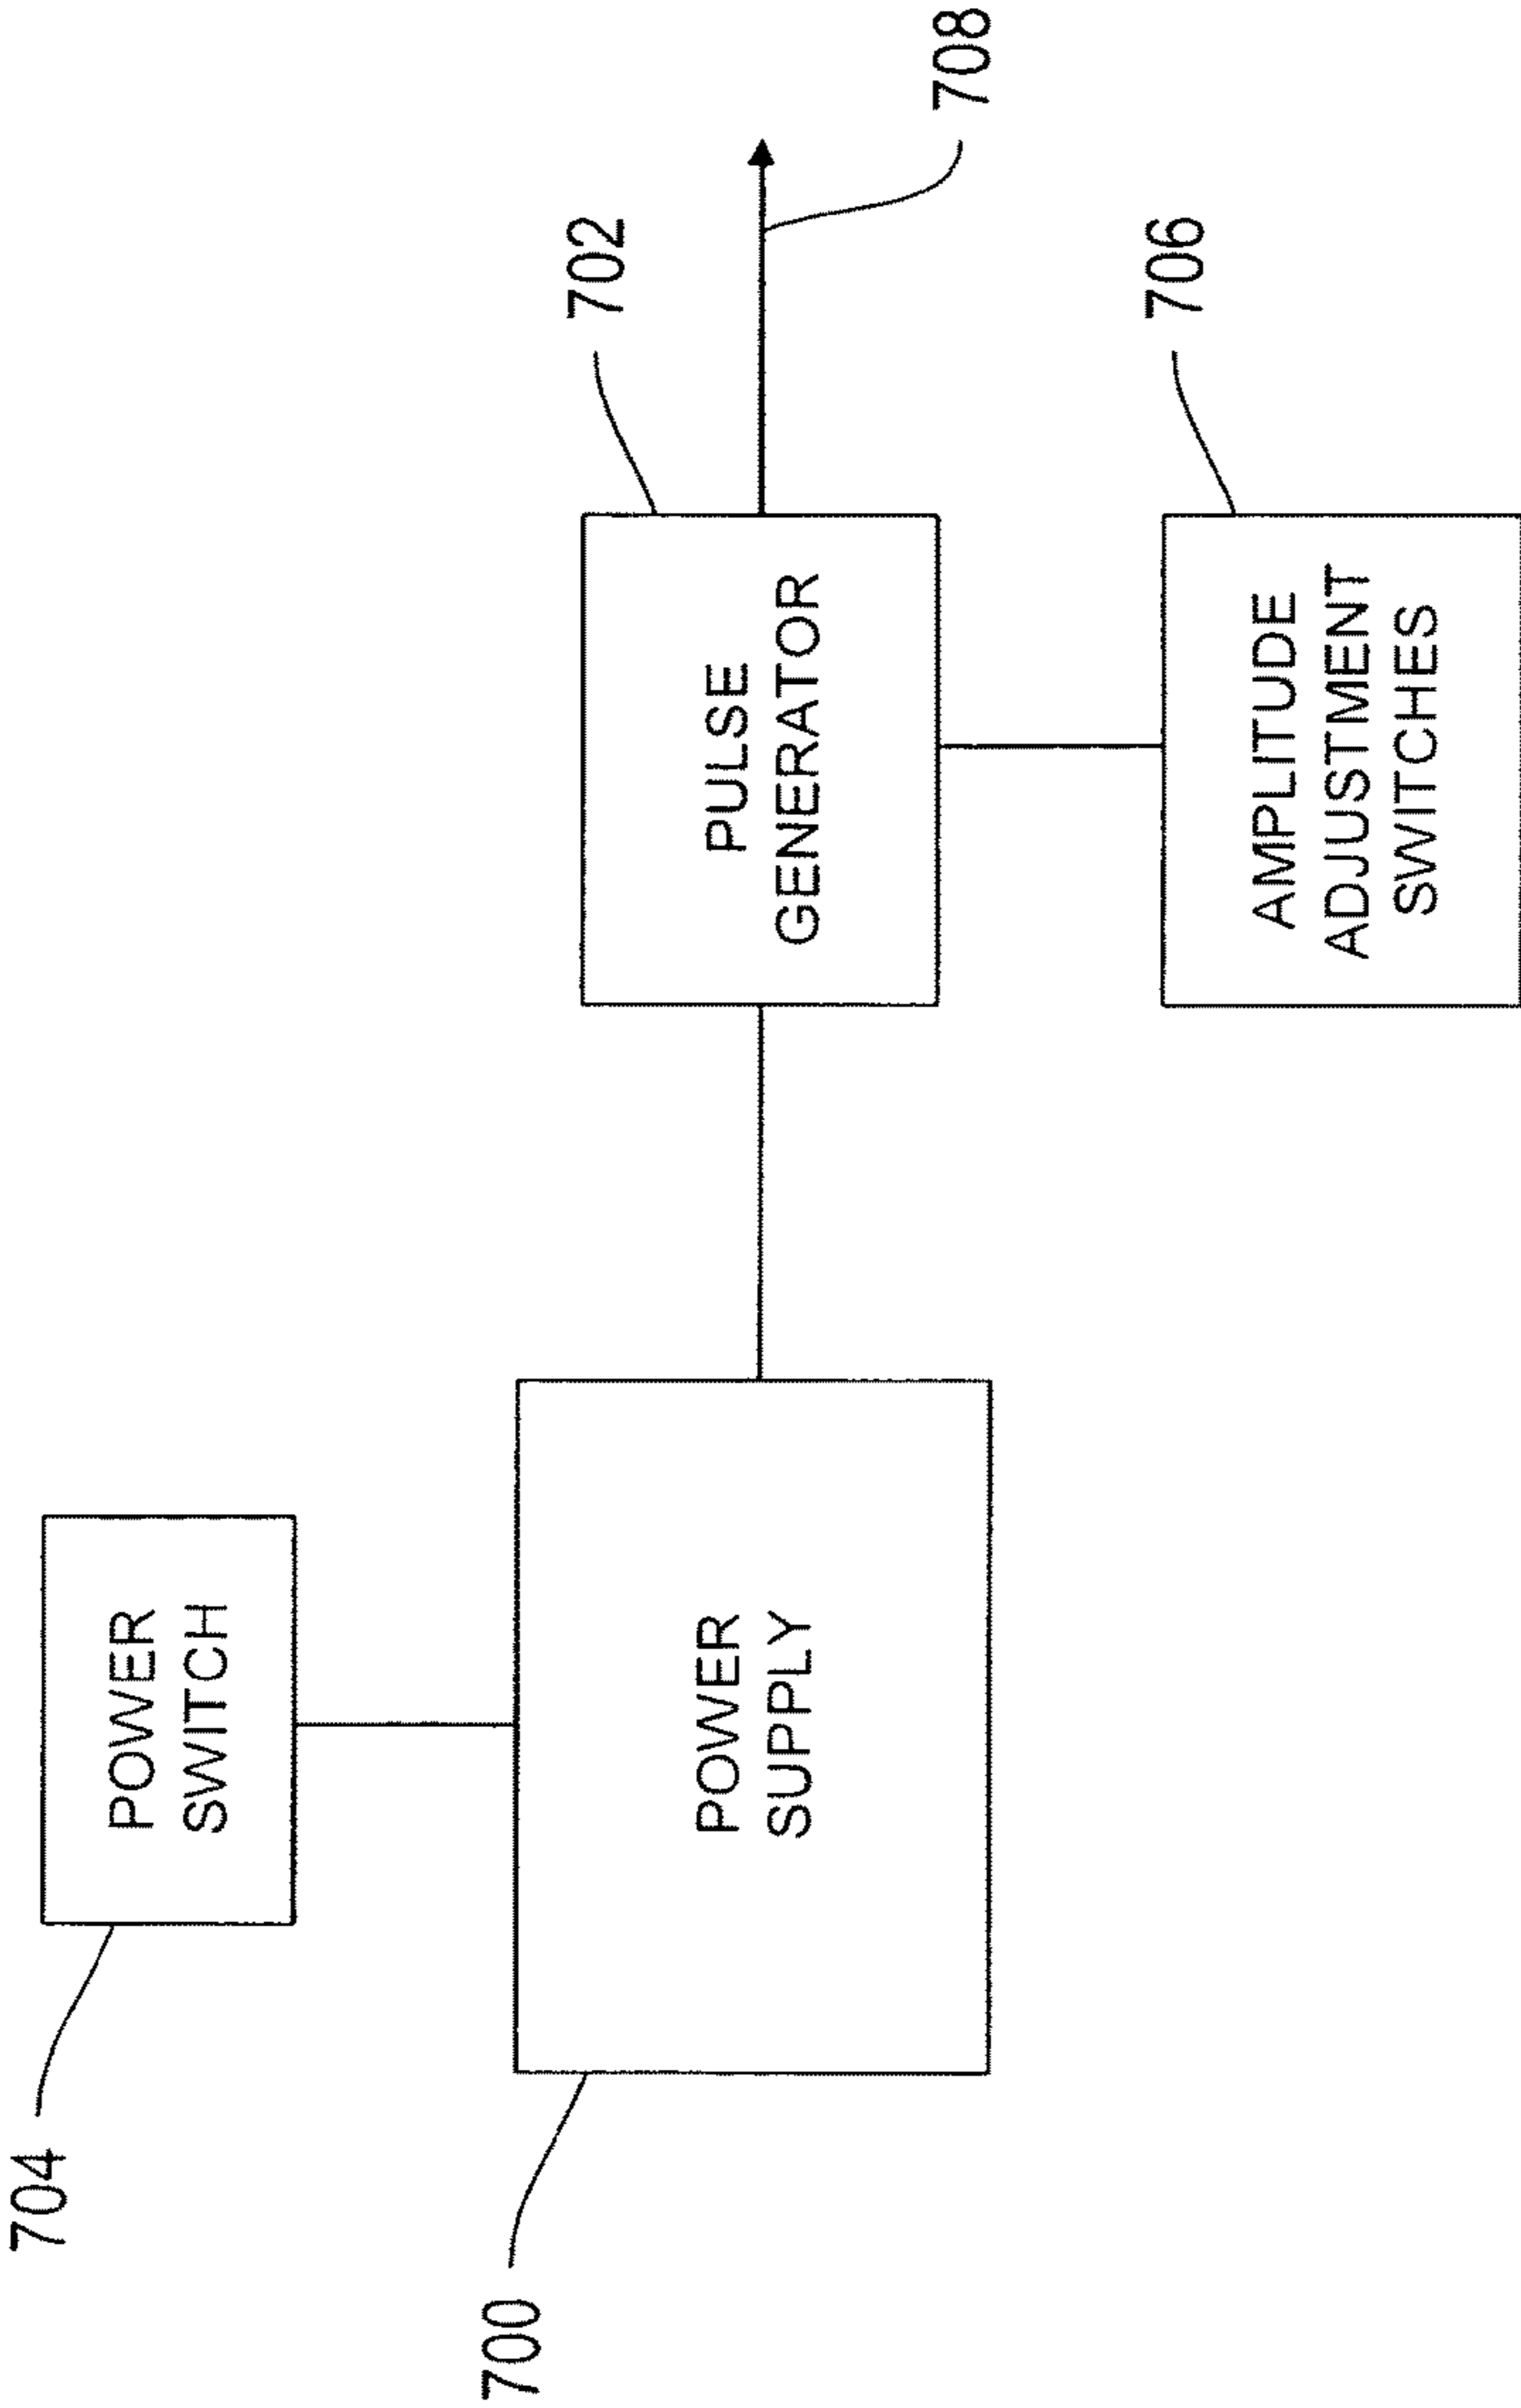 704
POWER
SWITCH
700
POWER
SUPPLY
702
PULSE
GENERATOR
708
706
AMPLITUDE
ADJUSTMENT
SWITCHES